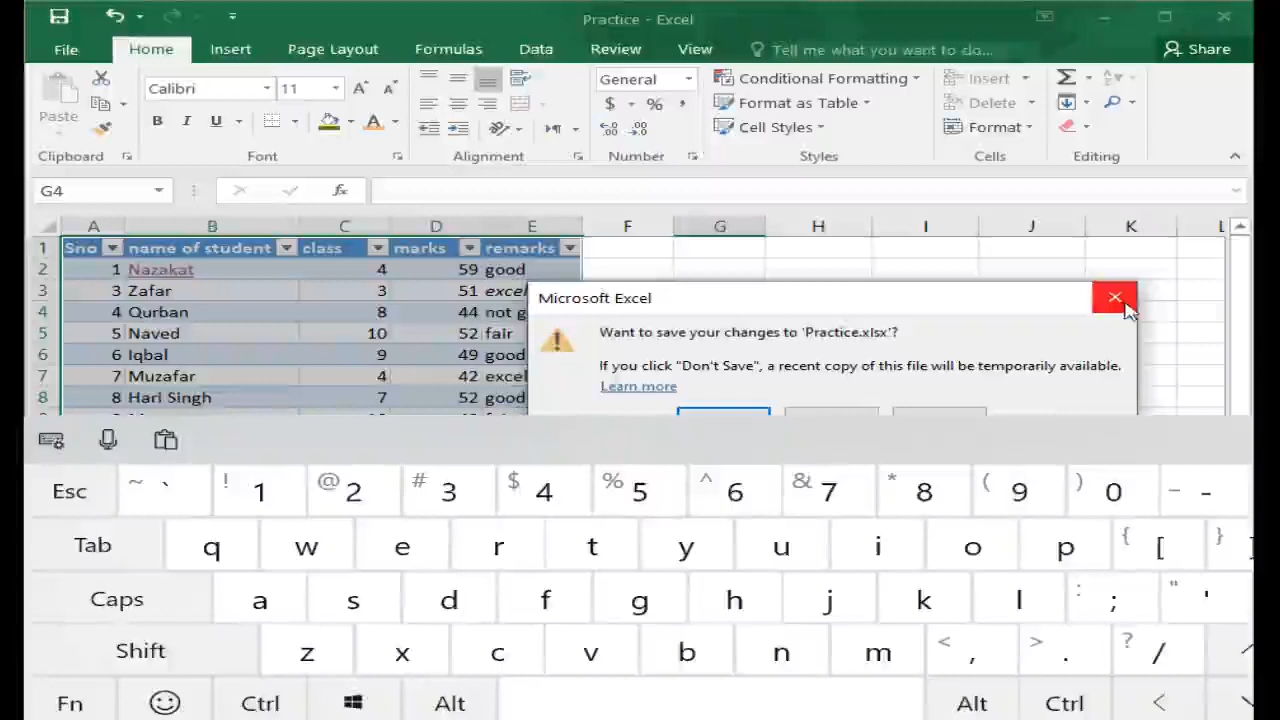 Practice - Excel
File Home Insert Page Layout Formulas Data Review View Tell me what you want to do... Share
Paste Calibri 11 General Conditional Formatting Insert
B I U $ % Format as Table Delete
Cell Styles Format
Clipboard Font Alignment Number Styles Cells Editing
G4 fx
A B C D E F G H I J K L
1 Sno name of student class marks remarks
2 1 Nazakat 4 59 good
3 3 Zafar 3 51
4 4 Qurban 8 44 not
5 5 Naved 10 52 fair
6 6 Iqbal 9 49 good
7 7 Muzafar 4 42 excel
8 8 Hari Singh 7 52 good
Microsoft Excel
Want to save your changes to 'Practice.xlsx'?
If you click "Don't Save", a recent copy of this file will be temporarily available.
Learn more
Esc ~ ` ! 1 @ 2 # 3 $ 4 % 5 ^ 6 & 7 * 8 ( 9 ) 0 _ -
Tab q w e r t y u i o p { [ }
Caps a s d f g h j k l : ; " '
Shift z x c v b n m < , > . ? /
Fn Ctrl Alt Alt Ctrl